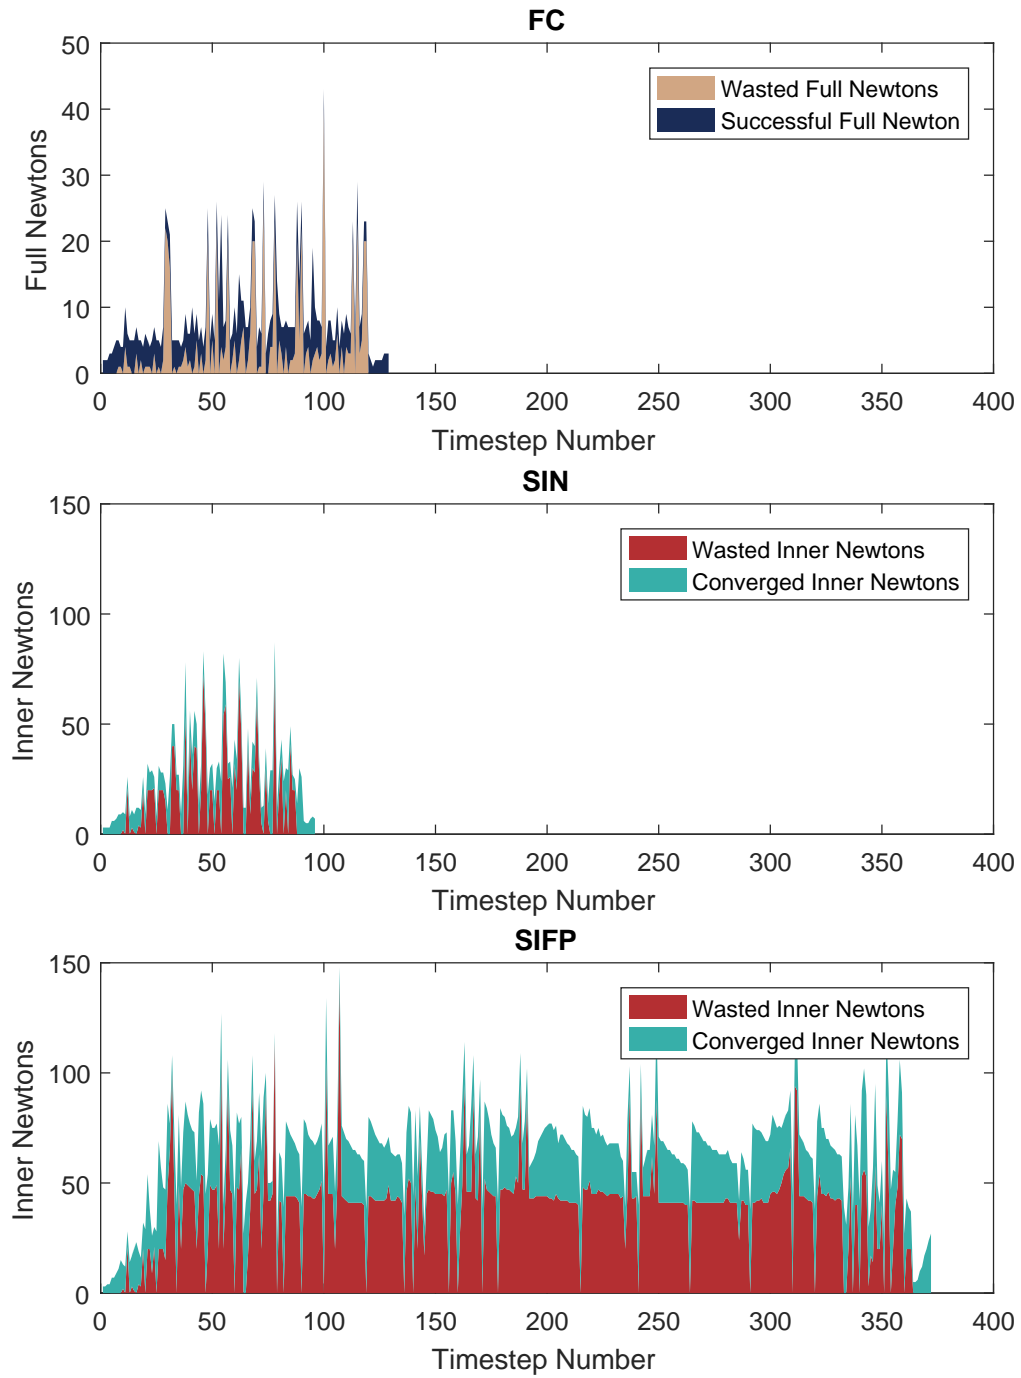 FC
50
40
30
20
10
0
Full Newtons
Wasted Full Newtons
Successful Full Newton
0 50 100 150 200 250 300 350 400
Timestep Number
SIN
150
100
50
0
Inner Newtons
Wasted Inner Newtons
Converged Inner Newtons
0 50 100 150 200 250 300 350 400
Timestep Number
SIFP
150
100
50
0
Inner Newtons
Wasted Inner Newtons
Converged Inner Newtons
0 50 100 150 200 250 300 350 400
Timestep Number